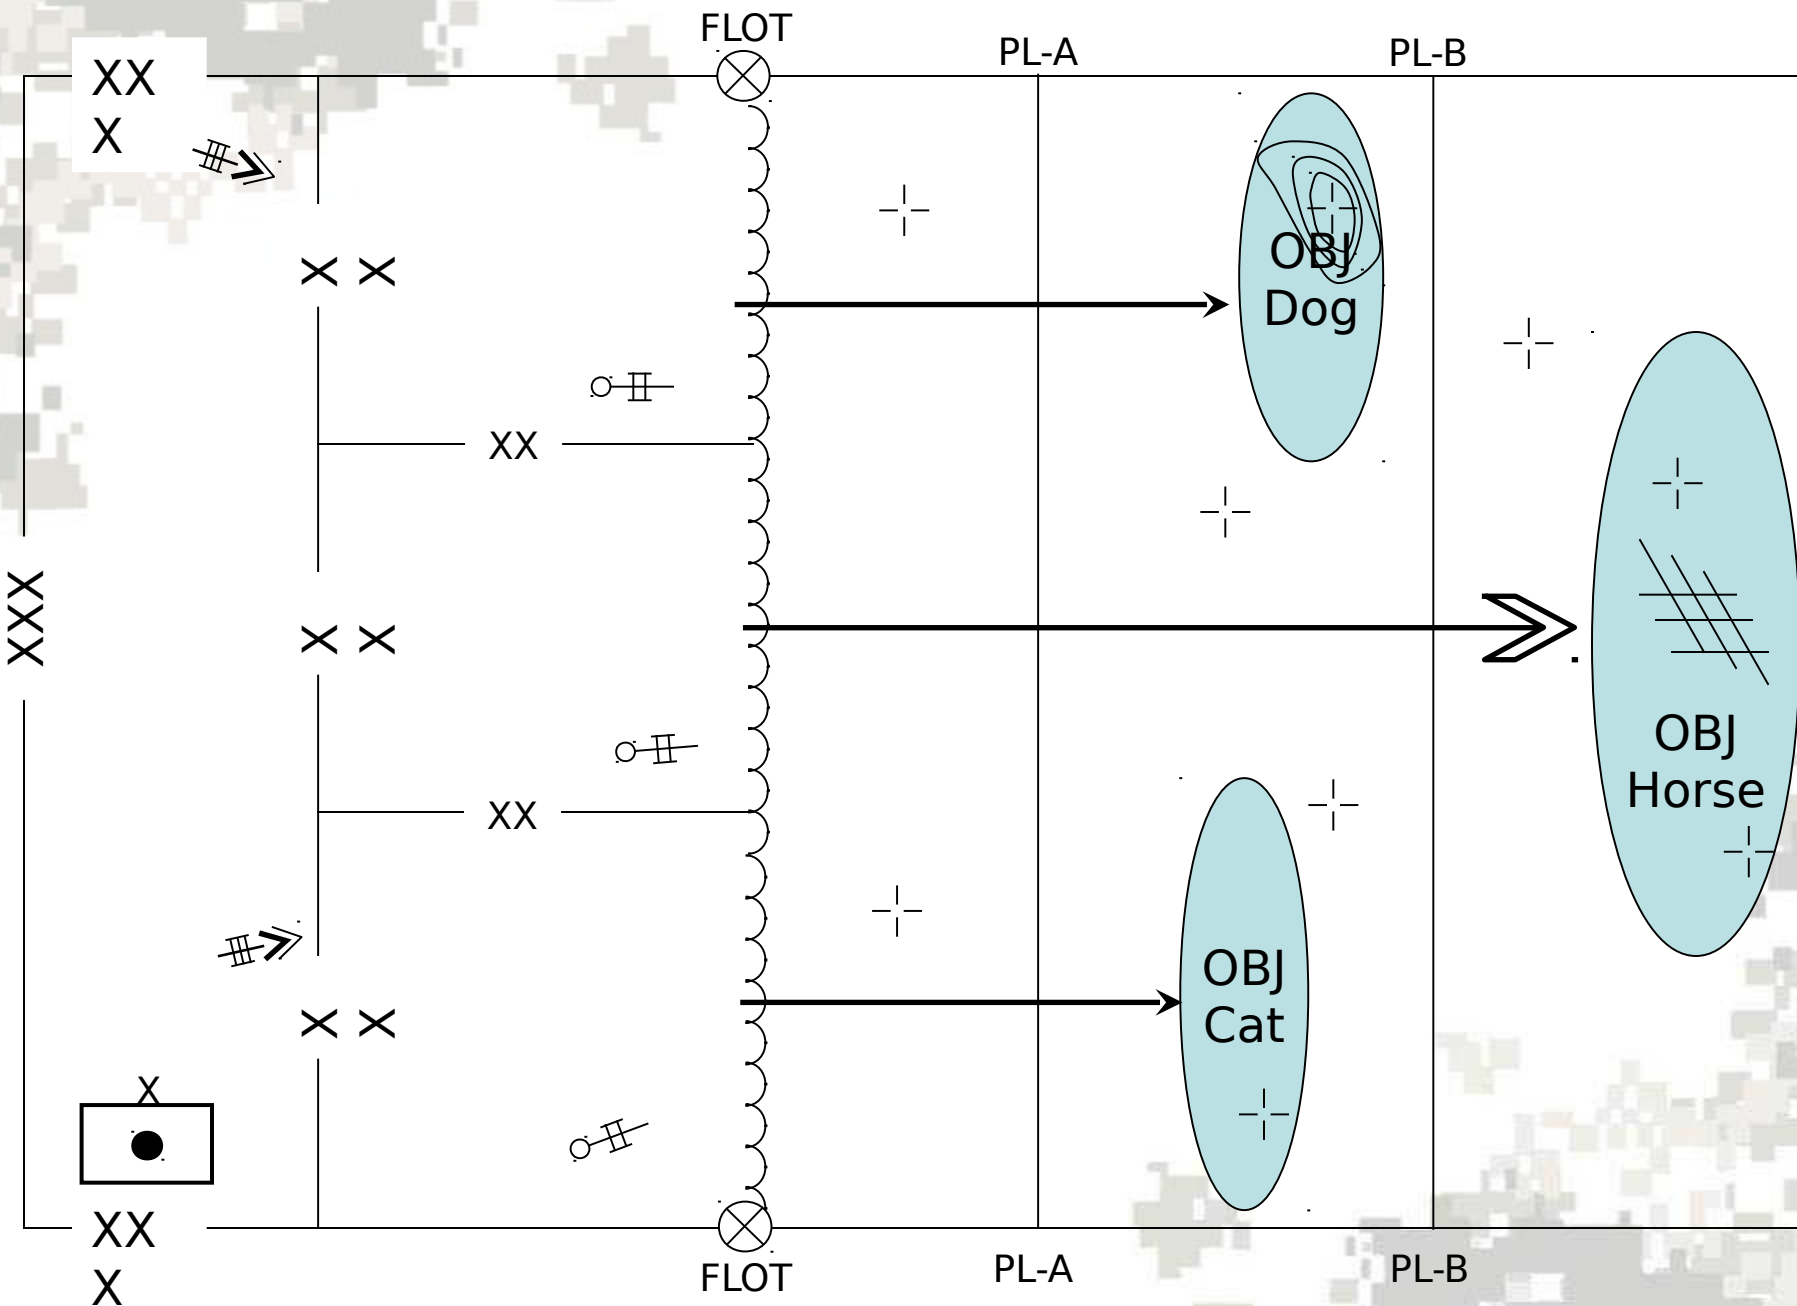 FLOT
PL-A
PL-B
XX
X
X X
OBJ
Dog
XX
XXX
X X
OBJ
Horse
XX
OBJ
Cat
X X
X
XX
X
FLOT
PL-A
PL-B